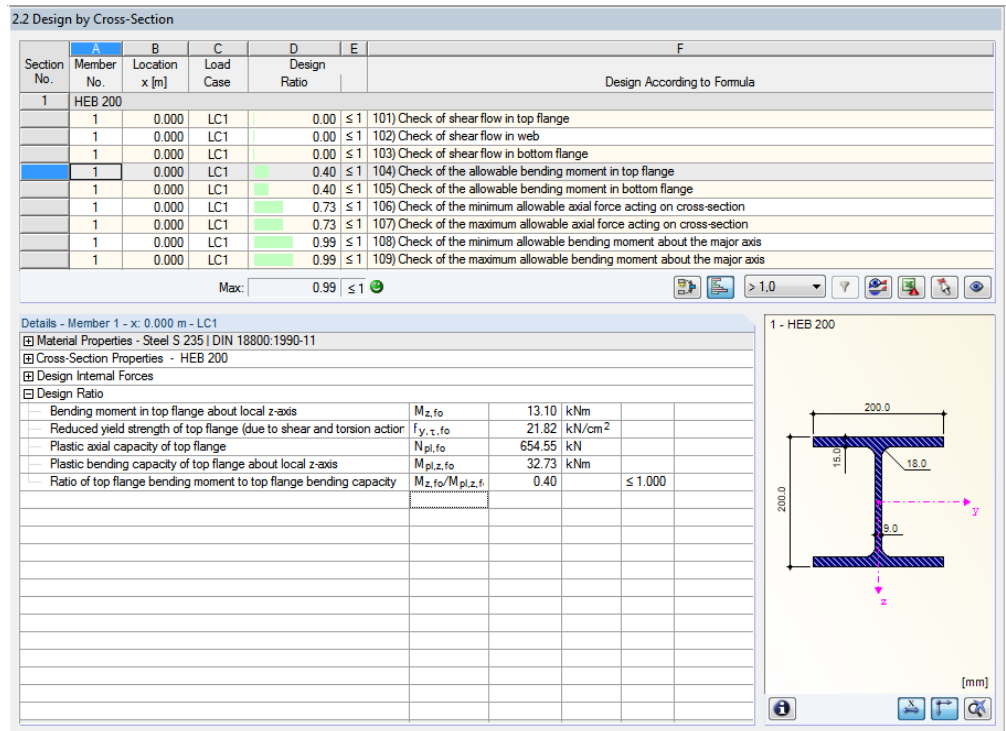 2.2 Design by Cross-Section
A B C D E F
Section Member Location Load Design
No. No. x [m] Case Ratio Design According to Formula
1 HEB 200
1 0.000 LC1 0.00 ≤ 1 101) Check of shear flow in top flange
1 0.000 LC1 0.00 ≤ 1 102) Check of shear flow in web
1 0.000 LC1 0.00 ≤ 1 103) Check of shear flow in bottom flange
1 0.000 LC1 0.40 ≤ 1 104) Check of the allowable bending moment in top flange
1 0.000 LC1 0.40 ≤ 1 105) Check of the allowable bending moment in bottom flange
1 0.000 LC1 0.73 ≤ 1 106) Check of the minimum allowable axial force acting on cross-section
1 0.000 LC1 0.73 ≤ 1 107) Check of the maximum allowable axial force acting on cross-section
1 0.000 LC1 0.99 ≤ 1 108) Check of the minimum allowable bending moment about the major axis
1 0.000 LC1 0.99 ≤ 1 109) Check of the maximum allowable bending moment about the major axis
Max: 0.99 ≤ 1 > 1,0
Details - Member 1 - x: 0.000 m - LC1
Material Properties - Steel S 235 | DIN 18800:1990-11
Cross-Section Properties - HEB 200
Design Internal Forces
Design Ratio
Bending moment in top flange about local z-axis Mz,fo 13.10 kNm
Reduced yield strength of top flange (due to shear and torsion action fy,τ,fo 21.82 kN/cm2
Plastic axial capacity of top flange Npl,fo 654.55 kN
Plastic bending capacity of top flange about local z-axis Mpl,z,fo 32.73 kNm
Ratio of top flange bending moment to top flange bending capacity Mz,fo/Mpl,z,f 0.40 ≤ 1.000
1 - HEB 200
200.0
15.0
18.0
200.0
y
9.0
z
[mm]